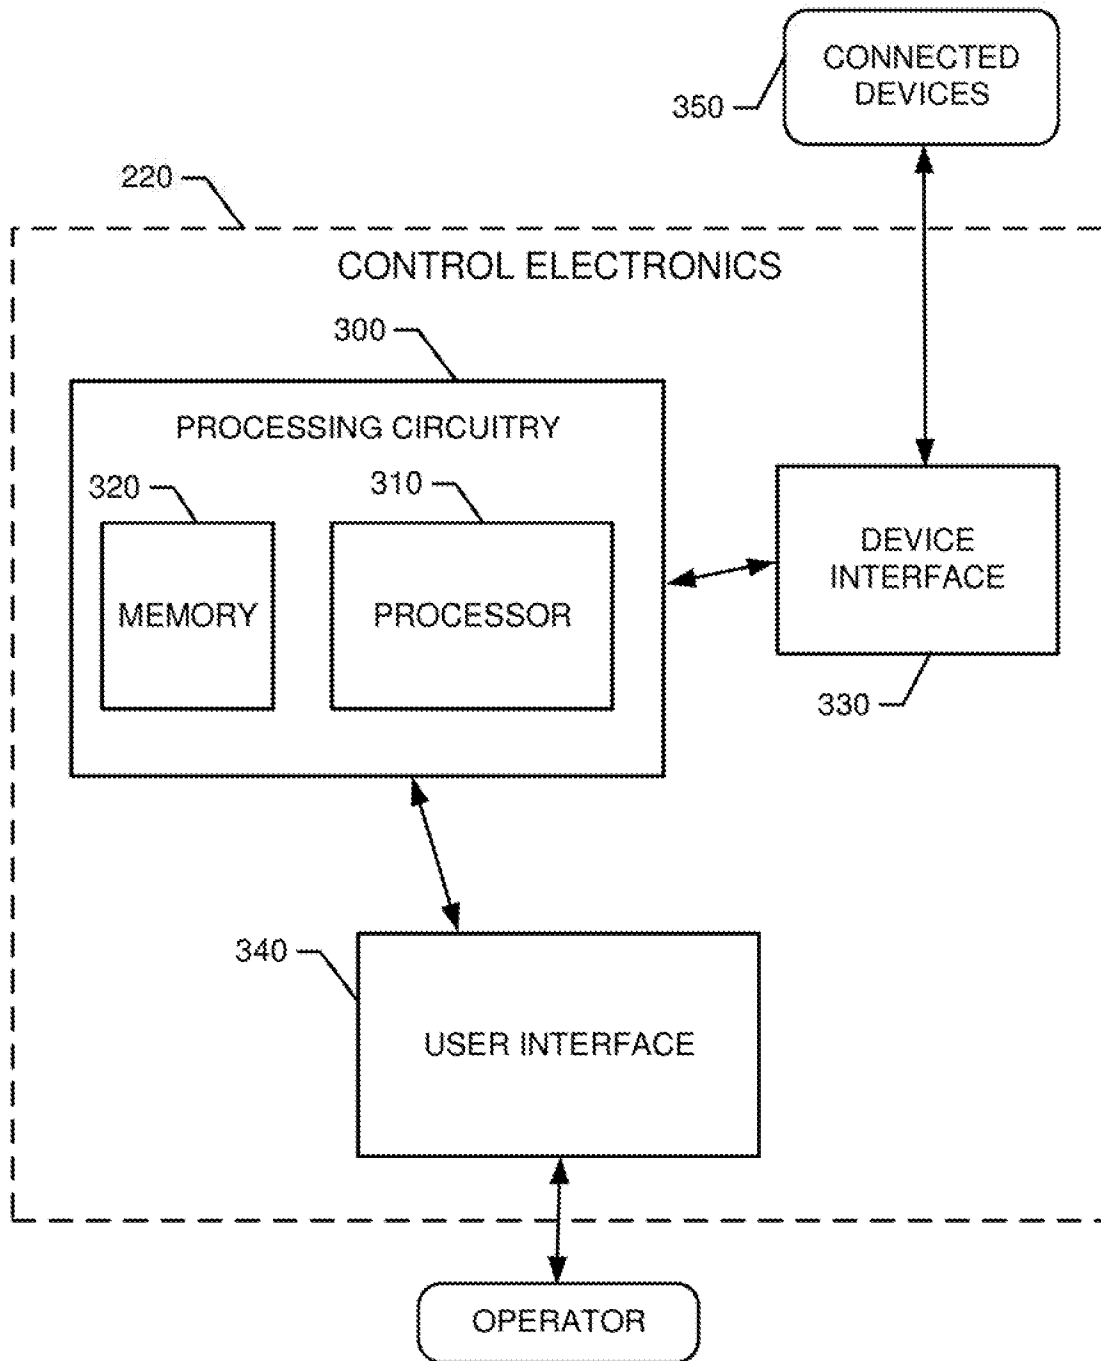 CONNECTED
DEVICES
350
220
CONTROL ELECTRONICS
300
PROCESSING CIRCUITRY
320
310
MEMORY
PROCESSOR
DEVICE
INTERFACE
330
340
USER INTERFACE
OPERATOR